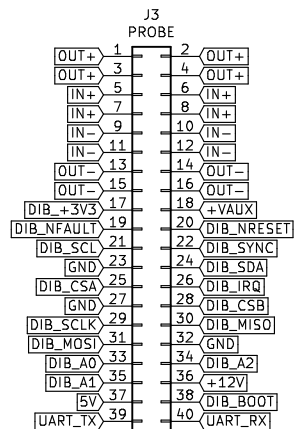 J3
PROBE
OUT+ 1 2 OUT+
OUT+ 3 4 OUT+
IN+ 5 6 IN+
IN+ 7 8 IN+
IN- 9 10 IN-
IN- 11 12 IN-
OUT- 13 14 OUT-
OUT- 15 16 OUT-
DIB_+3V3 17 18 +VAUX
DIB_NFAULT 19 20 DIB_NRESET
DIB_SCL 21 22 DIB_SYNC
GND 23 24 DIB_SDA
DIB_CSA 25 26 DIB_IRQ
GND 27 28 DIB_CSB
DIB_SCLK 29 30 DIB_MISO
DIB_MOSI 31 32 GND
DIB_A0 33 34 DIB_A2
DIB_A1 35 36 +12V
5V 37 38 DIB_BOOT
UART_TX 39 40 UART_RX